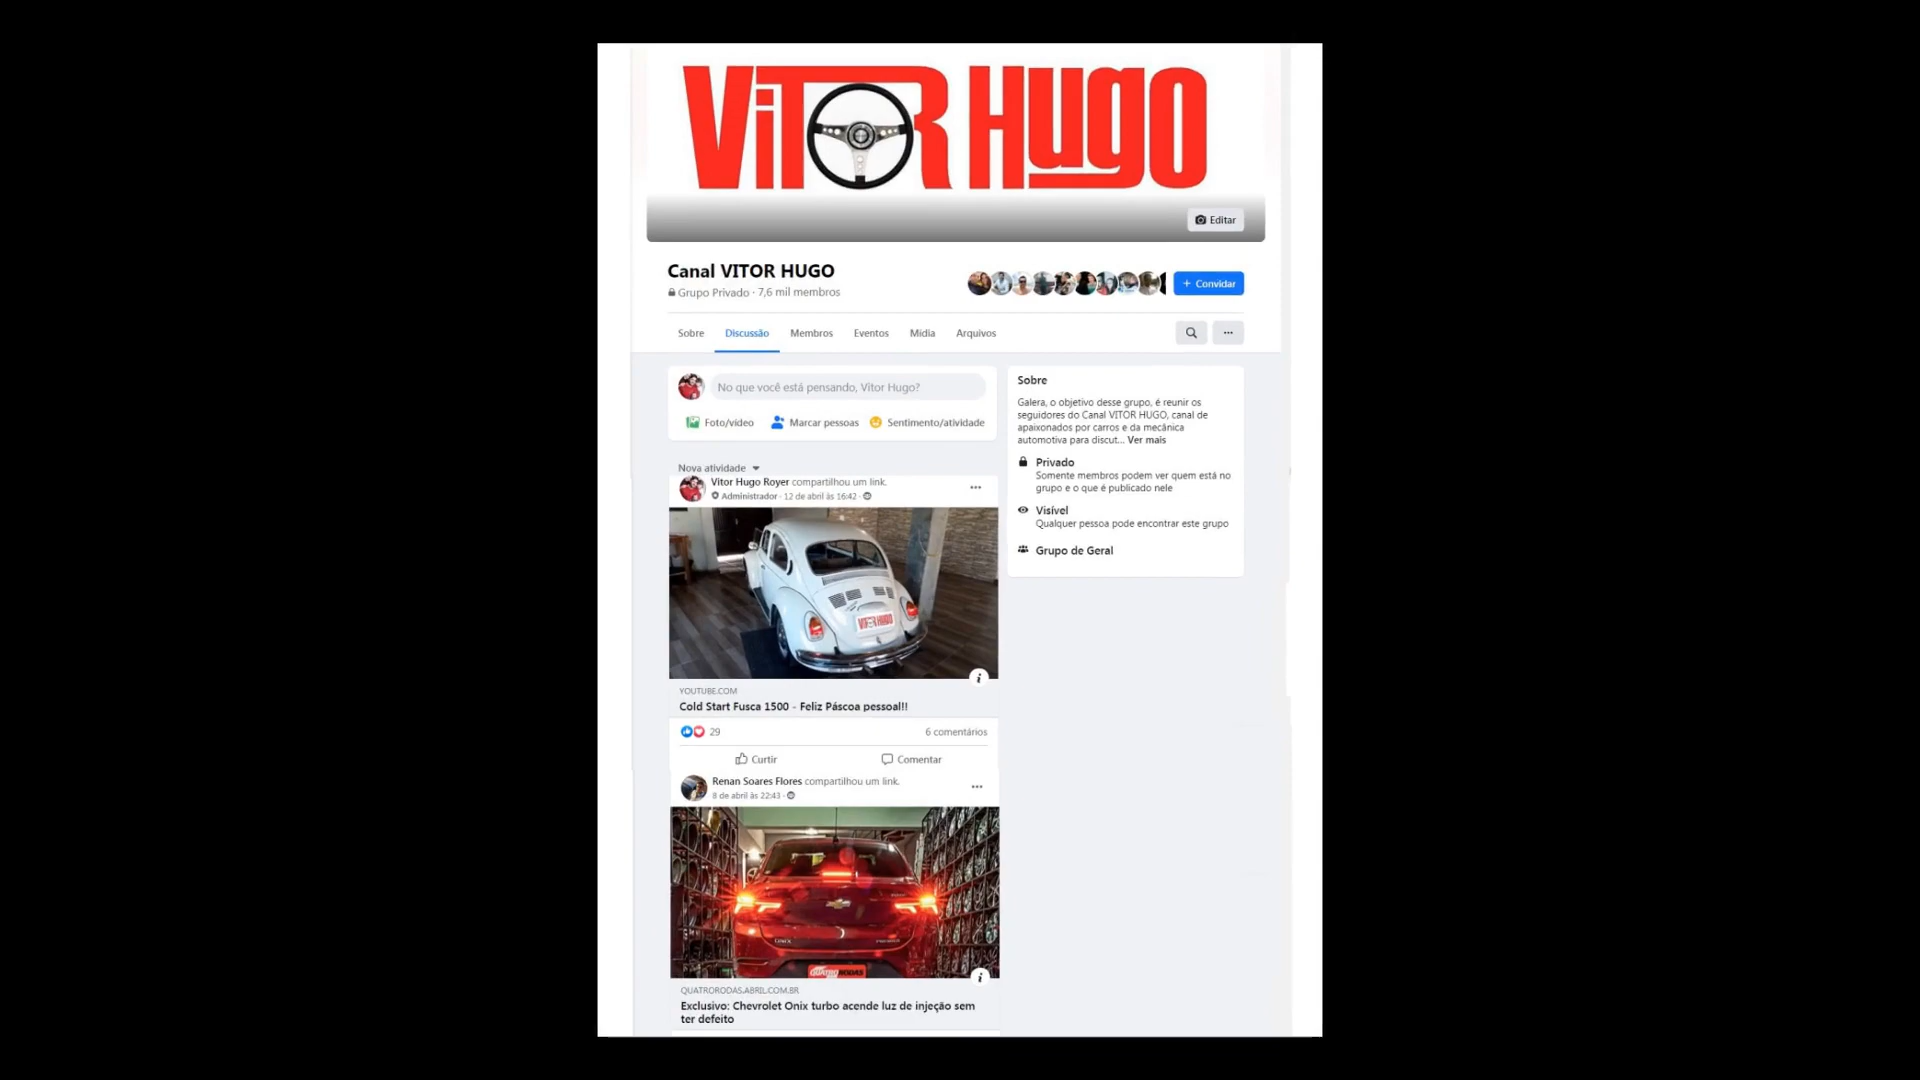 VITOR HUGO
Editar
Canal VITOR HUGO
Grupo Privado · 7,6 mil membros
+ Convidar
Sobre
Discussão
Membros
Eventos
Mídia
Arquivos
No que você está pensando, Vitor Hugo?
Foto/vídeo
Marcar pessoas
Sentimento/atividade
Nova atividade
Vitor Hugo Royer compartilhou um link.
Administrador · 12 de abril às 16:42 ·
VITOR HUGO
YOUTUBE.COM
Cold Start Fusca 1500 - Feliz Páscoa pessoal!!
29
6 comentários
Curtir
Comentar
Renan Soares Flores compartilhou um link.
8 de abril às 22:43 ·
ONIX
PREMIER
QUATRO RODAS
QUATRORODAS.ABRIL.COM.BR
Exclusivo: Chevrolet Onix turbo acende luz de injeção sem
ter defeito
Sobre
Galera, o objetivo desse grupo, é reunir os
seguidores do Canal VITOR HUGO, canal de
apaixonados por carros e da mecânica
automotiva para discut... Ver mais
Privado
Somente membros podem ver quem está no
grupo e o que é publicado nele
Visível
Qualquer pessoa pode encontrar este grupo
Grupo de Geral